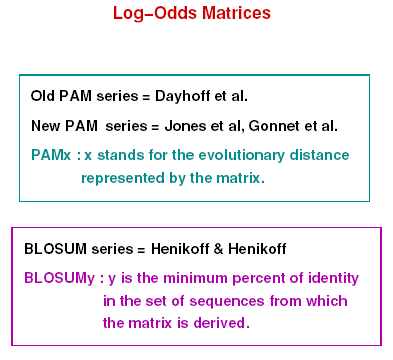 Log-Odds Matrices
Old PAM series = Dayhoff et al.
New PAM series = Jones et al, Gonnet et al.
PAMx : x stands for the evolutionary distance
represented by the matrix.
BLOSUM series = Henikoff & Henikoff
BLOSUMy : y is the minimum percent of identity
in the set of sequences from which
the matrix is derived.